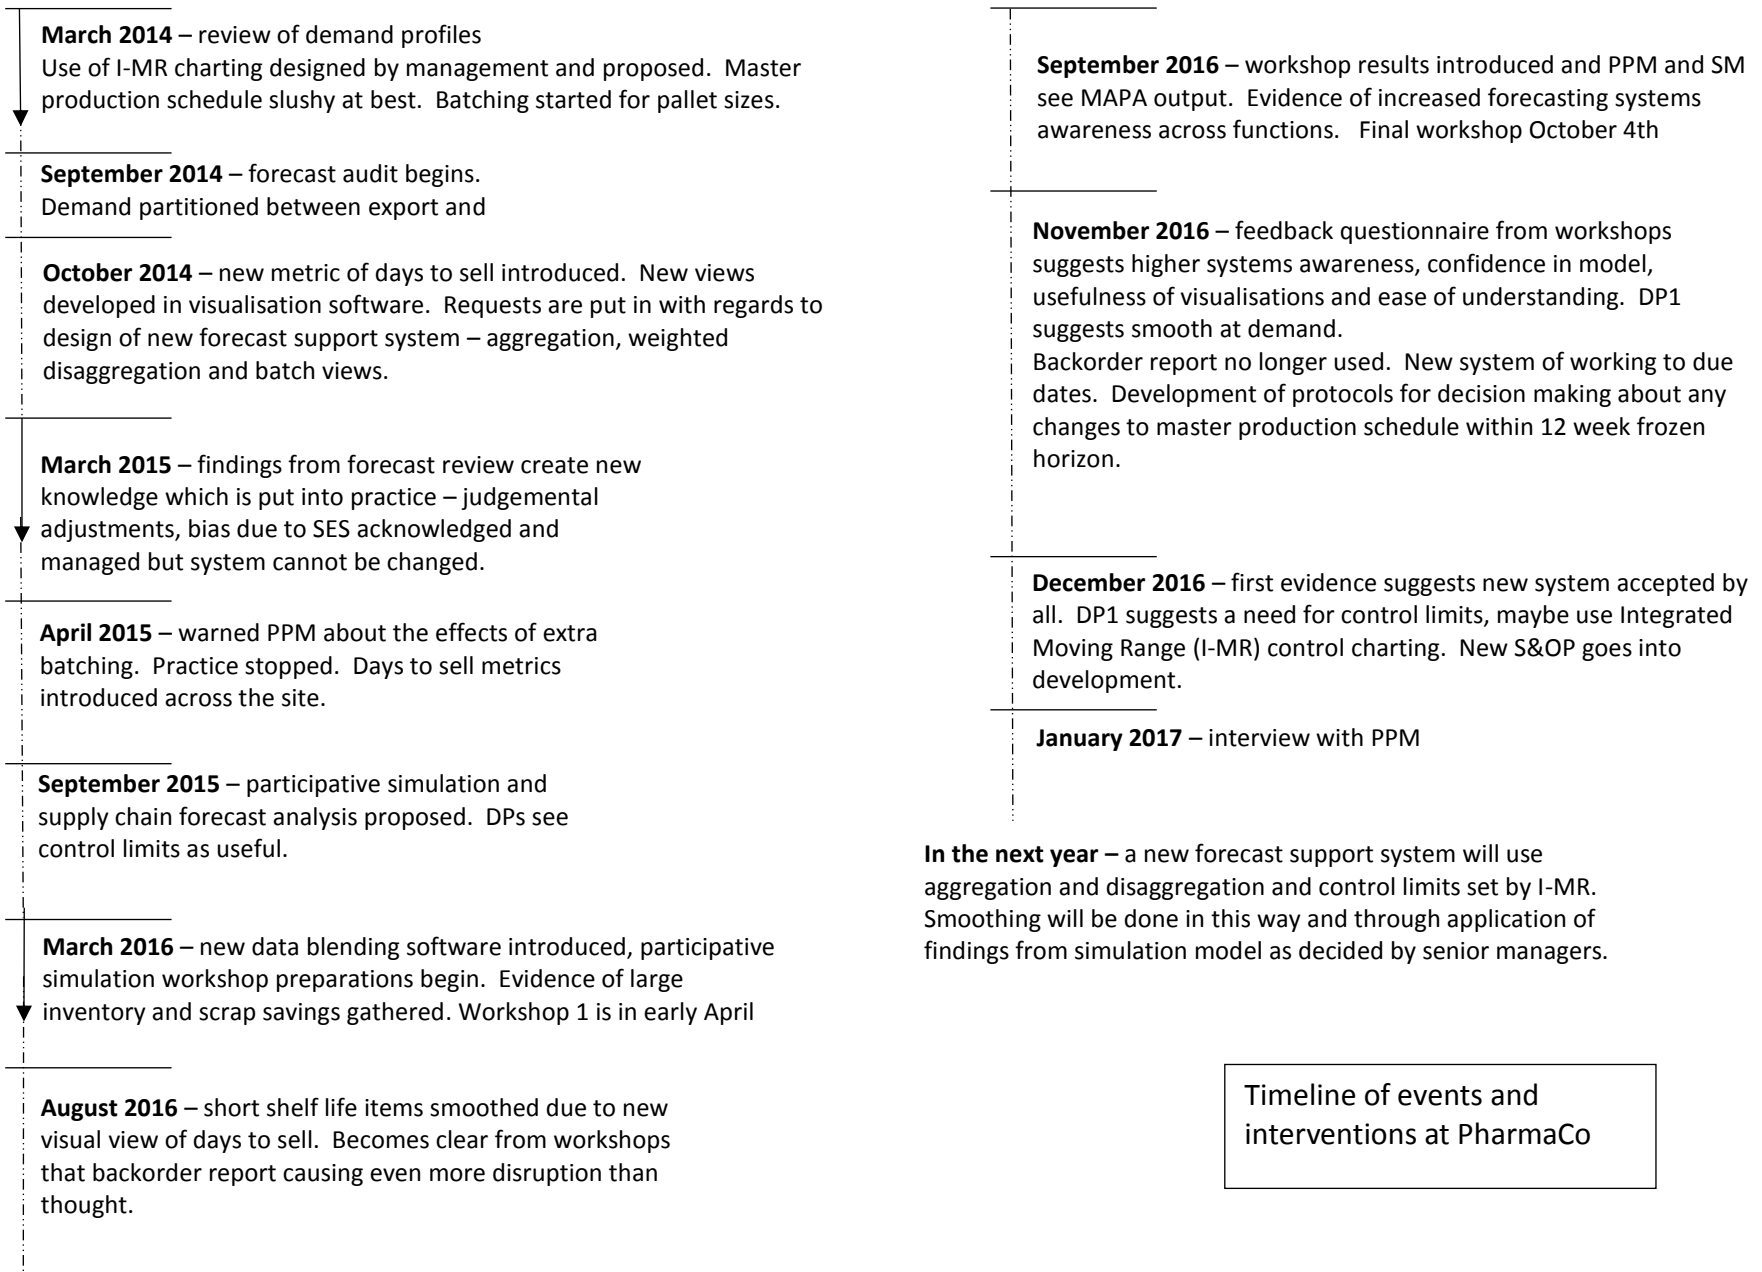 March 2014 – review of demand profiles
Use of I-MR charting designed by management and proposed.  Master
production schedule slushy at best.  Batching started for pallet sizes.
September 2014 – forecast audit begins.
Demand partitioned between export and
October 2014 – new metric of days to sell introduced.  New views
developed in visualisation software.  Requests are put in with regards to
design of new forecast support system – aggregation, weighted
disaggregation and batch views.
March 2015 – findings from forecast review create new
knowledge which is put into practice – judgemental
adjustments, bias due to SES acknowledged and
managed but system cannot be changed.
April 2015 – warned PPM about the effects of extra
batching.  Practice stopped.  Days to sell metrics
introduced across the site.
September 2015 – participative simulation and
supply chain forecast analysis proposed.  DPs see
control limits as useful.
March 2016 – new data blending software introduced, participative
simulation workshop preparations begin.  Evidence of large
inventory and scrap savings gathered. Workshop 1 is in early April
August 2016 – short shelf life items smoothed due to new
visual view of days to sell.  Becomes clear from workshops
that backorder report causing even more disruption than
thought.
September 2016 – workshop results introduced and PPM and SM
see MAPA output.  Evidence of increased forecasting systems
awareness across functions.   Final workshop October 4th
November 2016 – feedback questionnaire from workshops
suggests higher systems awareness, confidence in model,
usefulness of visualisations and ease of understanding.  DP1
suggests smooth at demand.
Backorder report no longer used.  New system of working to due
dates.  Development of protocols for decision making about any
changes to master production schedule within 12 week frozen
horizon.
December 2016 – first evidence suggests new system accepted by
all.  DP1 suggests a need for control limits, maybe use Integrated
Moving Range (I-MR) control charting.  New S&OP goes into
development.
January 2017 – interview with PPM
In the next year – a new forecast support system will use
aggregation and disaggregation and control limits set by I-MR.
Smoothing will be done in this way and through application of
findings from simulation model as decided by senior managers.
Timeline of events and
interventions at PharmaCo